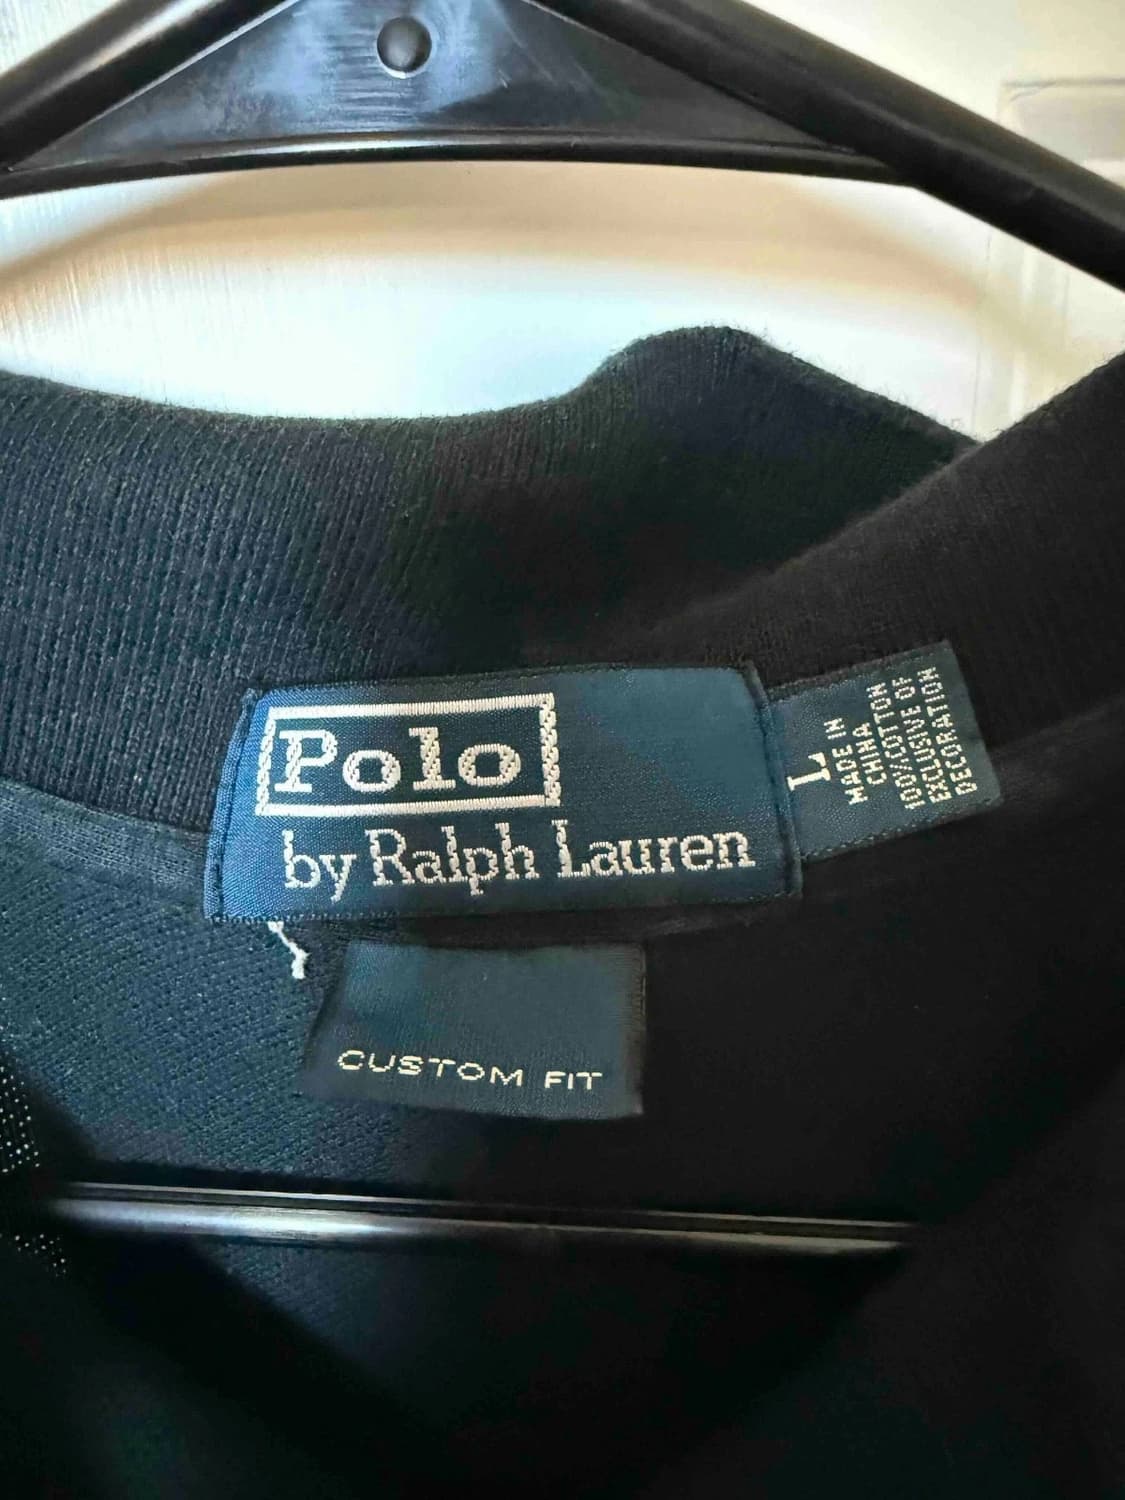 Polo
by Ralph Lauren
L
MADE IN
CHINA
100%COTTON
EXCLUSIVE OF
DECORATION
CUSTOM FIT